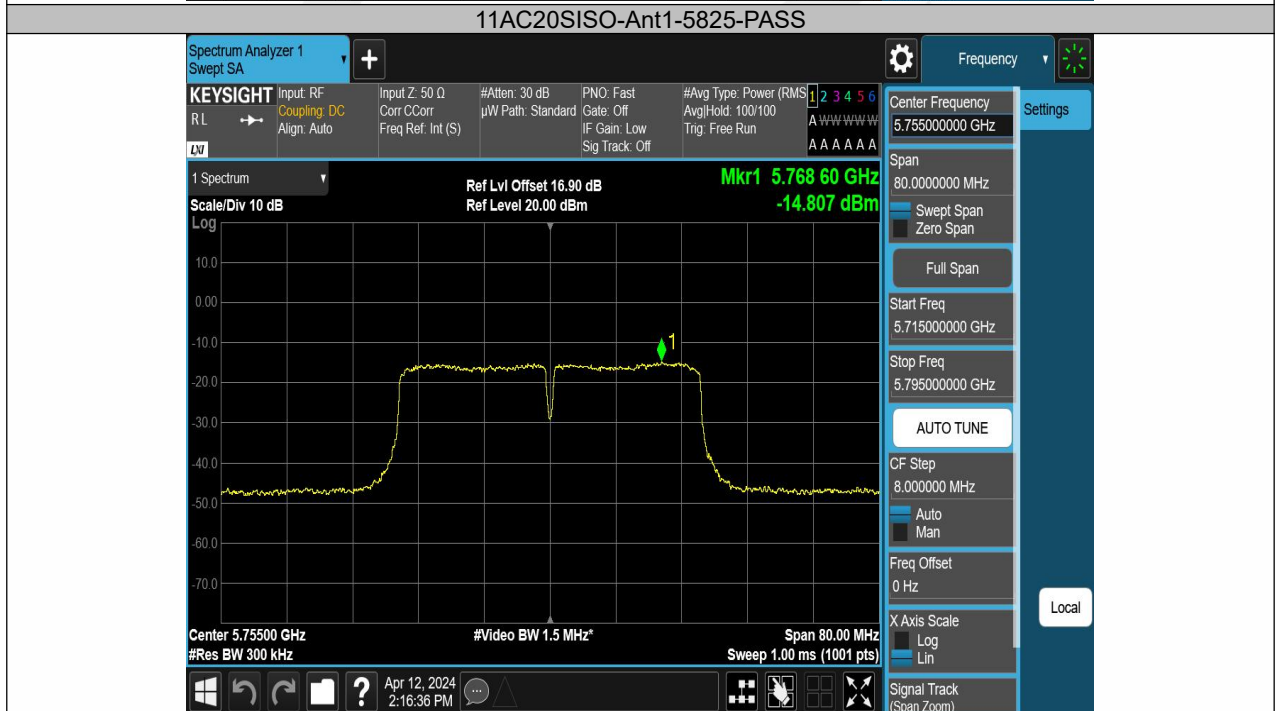 11AC20SISO-Ant1-5825-PASS
Spectrum Analyzer 1
Swept SA
+
Frequency
KEYSIGHT
RL
LXI
Input: RF
Coupling: DC
Align: Auto
Input Z: 50 Ω
Corr CCorr
Freq Ref: Int (S)
#Atten: 30 dB
µW Path: Standard
PNO: Fast
Gate: Off
IF Gain: Low
Sig Track: Off
#Avg Type: Power (RMS
Avg|Hold: 100/100
Trig: Free Run
1 2 3 4 5 6
A W W W W W
A A A A A A
1 Spectrum
Scale/Div 10 dB
Log
Ref Lvl Offset 16.90 dB
Ref Level 20.00 dBm
Mkr1 5.768 60 GHz
-14.807 dBm
10.0
0.00
-10.0
-20.0
-30.0
-40.0
-50.0
-60.0
-70.0
1
Center 5.75500 GHz
#Res BW 300 kHz
#Video BW 1.5 MHz*
Span 80.00 MHz
Sweep 1.00 ms (1001 pts)
Center Frequency
5.755000000 GHz
Settings
Span
80.0000000 MHz
Swept Span
Zero Span
Full Span
Start Freq
5.715000000 GHz
Stop Freq
5.795000000 GHz
AUTO TUNE
CF Step
8.000000 MHz
Auto
Man
Freq Offset
0 Hz
X Axis Scale
Log
Lin
Local
Signal Track
(Span Zoom)
?
Apr 12, 2024
2:16:36 PM